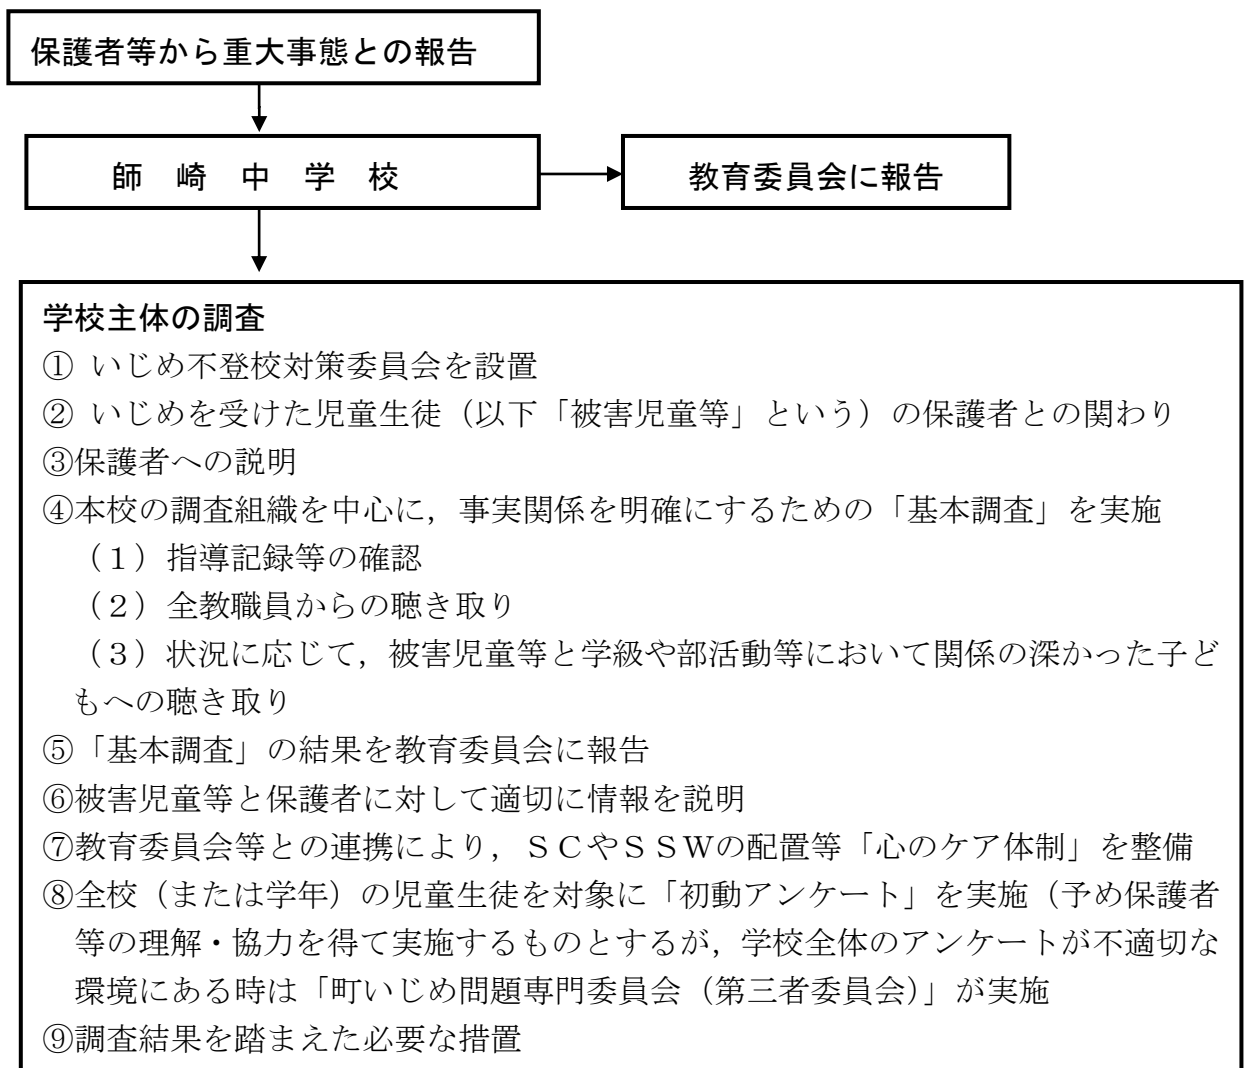 保護者等から重大事態との報告
師　崎　中　学　校
教育委員会に報告
学校主体の調査
① いじめ不登校対策委員会を設置
② いじめを受けた児童生徒（以下「被害児童等」という）の保護者との関わり
③保護者への説明
④本校の調査組織を中心に，事実関係を明確にするための「基本調査」を実施
（１）指導記録等の確認
（２）全教職員からの聴き取り
（３）状況に応じて，被害児童等と学級や部活動等において関係の深かった子ど
もへの聴き取り
⑤「基本調査」の結果を教育委員会に報告
⑥被害児童等と保護者に対して適切に情報を説明
⑦教育委員会等との連携により，ＳＣやＳＳＷの配置等「心のケア体制」を整備
⑧全校（または学年）の児童生徒を対象に「初動アンケート」を実施（予め保護者
等の理解・協力を得て実施するものとするが，学校全体のアンケートが不適切な
環境にある時は「町いじめ問題専門委員会（第三者委員会）」が実施
⑨調査結果を踏まえた必要な措置